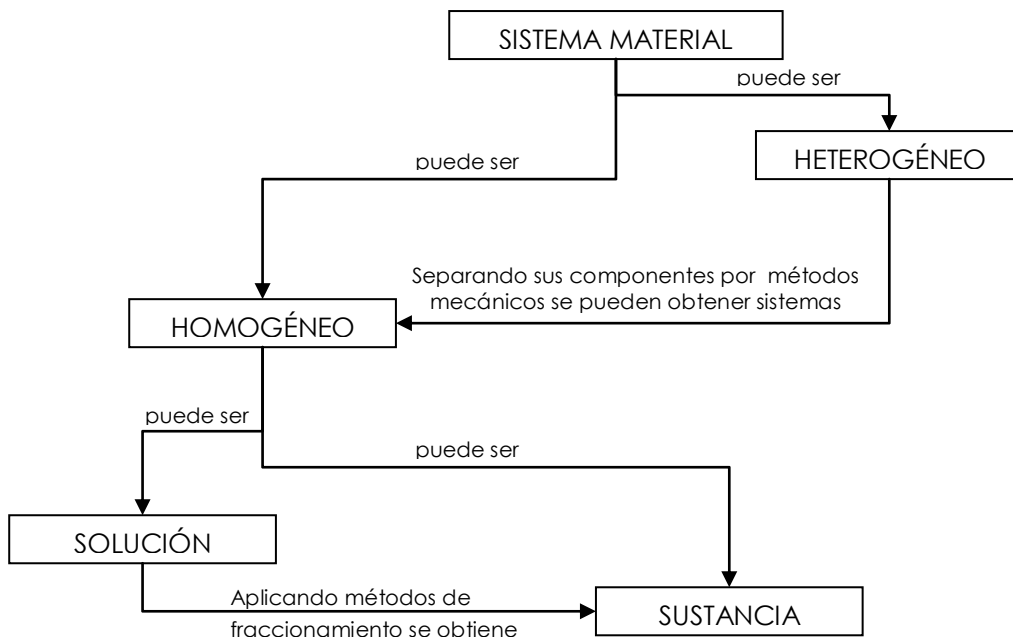 SISTEMA MATERIAL
puede ser
HETEROGÉNEO
puede ser
Separando sus componentes por métodos
mecánicos se pueden obtener sistemas
HOMOGÉNEO
puede ser
puede ser
SOLUCIÓN
Aplicando métodos de
fraccionamiento se obtiene
SUSTANCIA